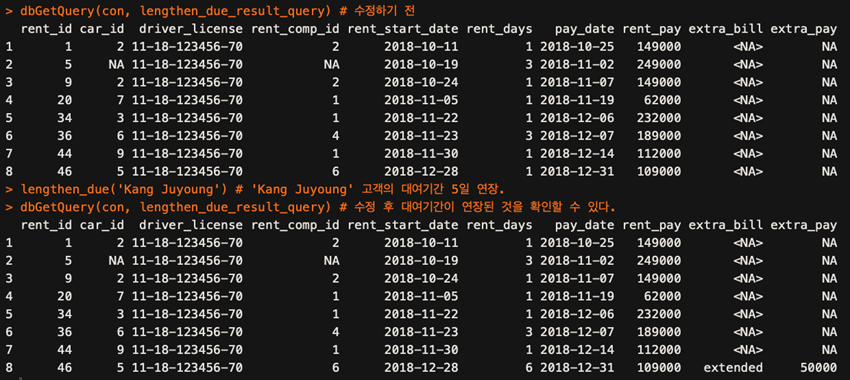 > dbGetQuery(con, lengthen_due_result_query) # 수정하기 전
rent_id car_id driver_license rent_comp_id rent_start_date rent_days pay_date rent_pay extra_bill extra_pay
1 1 2 11-18-123456-70 2 2018-10-11 1 2018-10-25 149000 <NA> NA
2 5 NA 11-18-123456-70 NA 2018-10-19 3 2018-11-02 249000 <NA> NA
3 9 2 11-18-123456-70 2 2018-10-24 1 2018-11-07 149000 <NA> NA
4 20 7 11-18-123456-70 1 2018-11-05 1 2018-11-19 62000 <NA> NA
5 34 3 11-18-123456-70 1 2018-11-22 1 2018-12-06 232000 <NA> NA
6 36 6 11-18-123456-70 4 2018-11-23 3 2018-12-07 189000 <NA> NA
7 44 9 11-18-123456-70 1 2018-11-30 1 2018-12-14 112000 <NA> NA
8 46 5 11-18-123456-70 6 2018-12-28 1 2018-12-31 109000 <NA> NA
> lengthen_due('Kang Juyoung') # 'Kang Juyoung' 고객의 대여기간 5일 연장.
> dbGetQuery(con, lengthen_due_result_query) # 수정 후 대여기간이 연장된 것을 확인할 수 있다.
rent_id car_id driver_license rent_comp_id rent_start_date rent_days pay_date rent_pay extra_bill extra_pay
1 1 2 11-18-123456-70 2 2018-10-11 1 2018-10-25 149000 <NA> NA
2 5 NA 11-18-123456-70 NA 2018-10-19 3 2018-11-02 249000 <NA> NA
3 9 2 11-18-123456-70 2 2018-10-24 1 2018-11-07 149000 <NA> NA
4 20 7 11-18-123456-70 1 2018-11-05 1 2018-11-19 62000 <NA> NA
5 34 3 11-18-123456-70 1 2018-11-22 1 2018-12-06 232000 <NA> NA
6 36 6 11-18-123456-70 4 2018-11-23 3 2018-12-07 189000 <NA> NA
7 44 9 11-18-123456-70 1 2018-11-30 1 2018-12-14 112000 <NA> NA
8 46 5 11-18-123456-70 6 2018-12-28 6 2018-12-31 109000 extended 50000